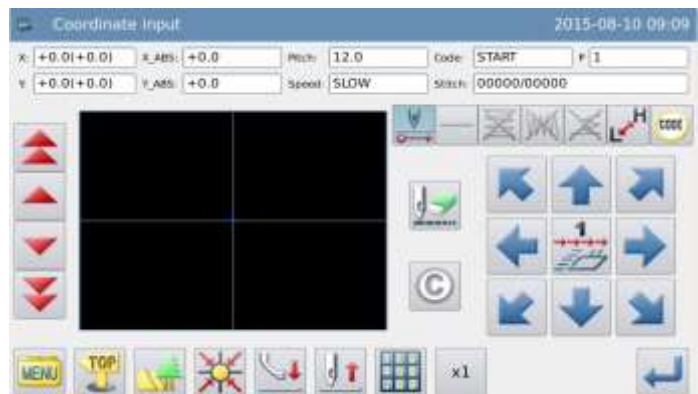 Coordinate Input 2015-08-10 09:09
X: +0.0(+0.0) X_ABS: +0.0 Pitch: 12.0 Code: START F 1
Y +0.0(+0.0) Y_ABS: +0.0 Speed: SLOW Stitch: 00000/00000
H
L
CODE
1
C
MENU
TOP
x1